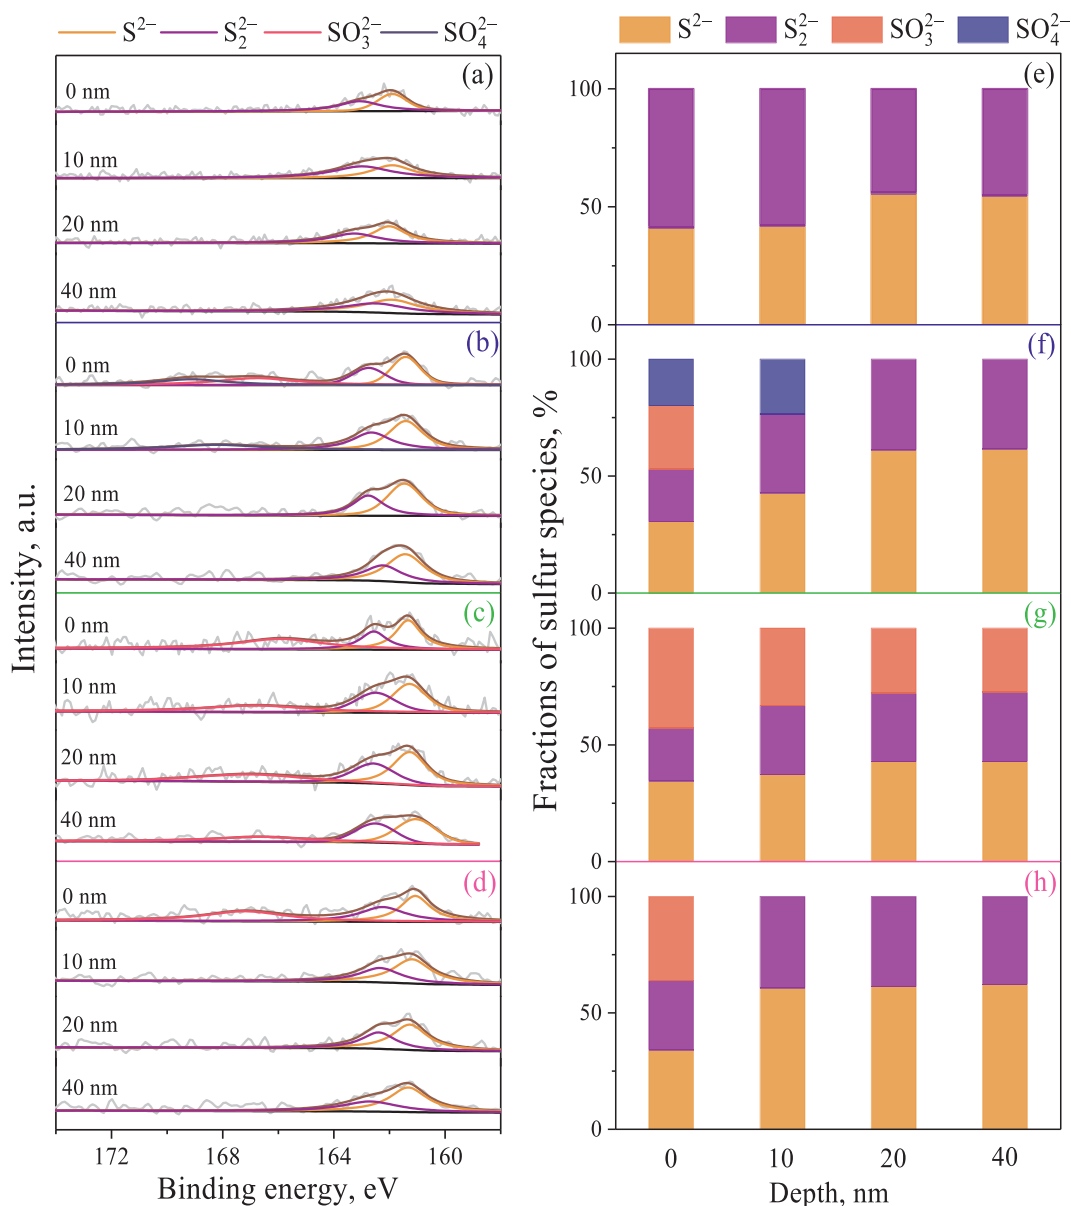 S²⁻ S₂²⁻ SO₃²⁻ SO₄²⁻
S²⁻ S₂²⁻ SO₃²⁻ SO₄²⁻
(a)
0 nm
10 nm
20 nm
40 nm
(b)
0 nm
10 nm
20 nm
40 nm
(c)
0 nm
10 nm
20 nm
40 nm
(d)
0 nm
10 nm
20 nm
40 nm
172 168 164 160
Binding energy, eV
Intensity, a.u.
Fractions of sulfur species, %
(e)
100
50
0
(f)
100
50
0
(g)
100
50
0
(h)
100
50
0
0 10 20 40
Depth, nm